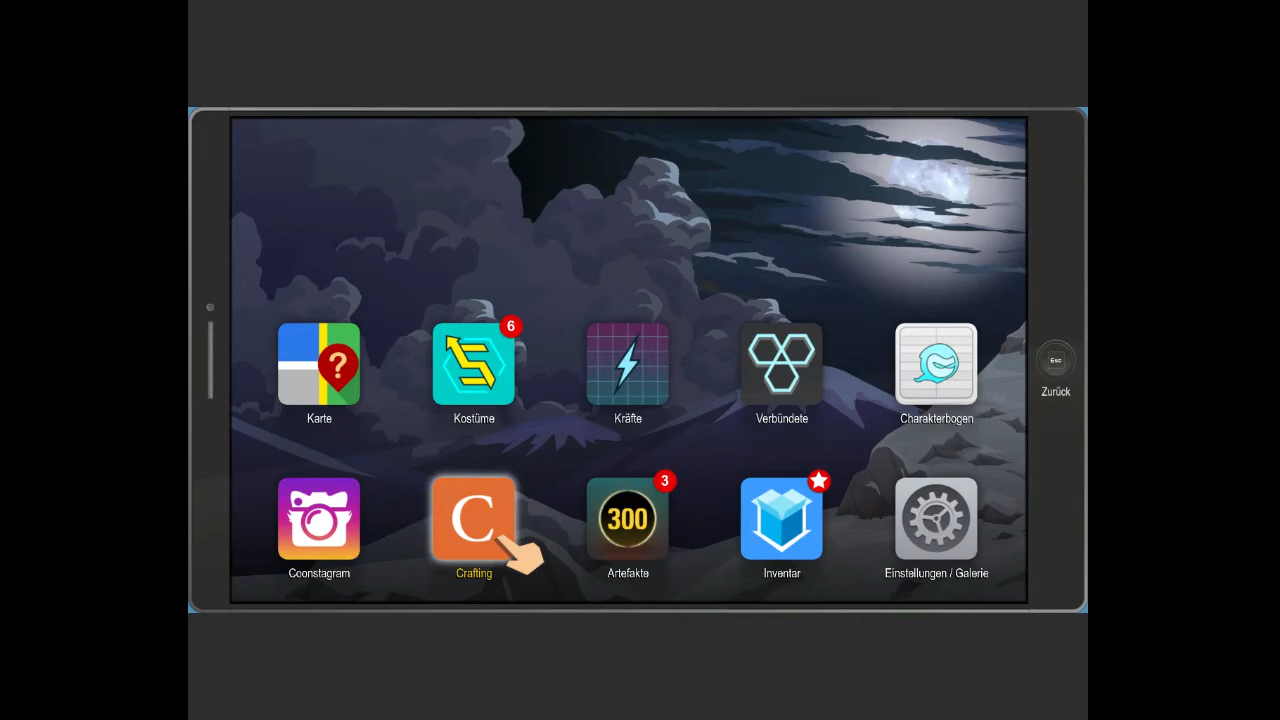 6
Karte
Kostüme
Kräfte
Verbündete
Charakterbogen
Esc
Zurück
3
C
300
Coonstagram
Crafting
Artefakte
Inventar
Einstellungen / Galerie